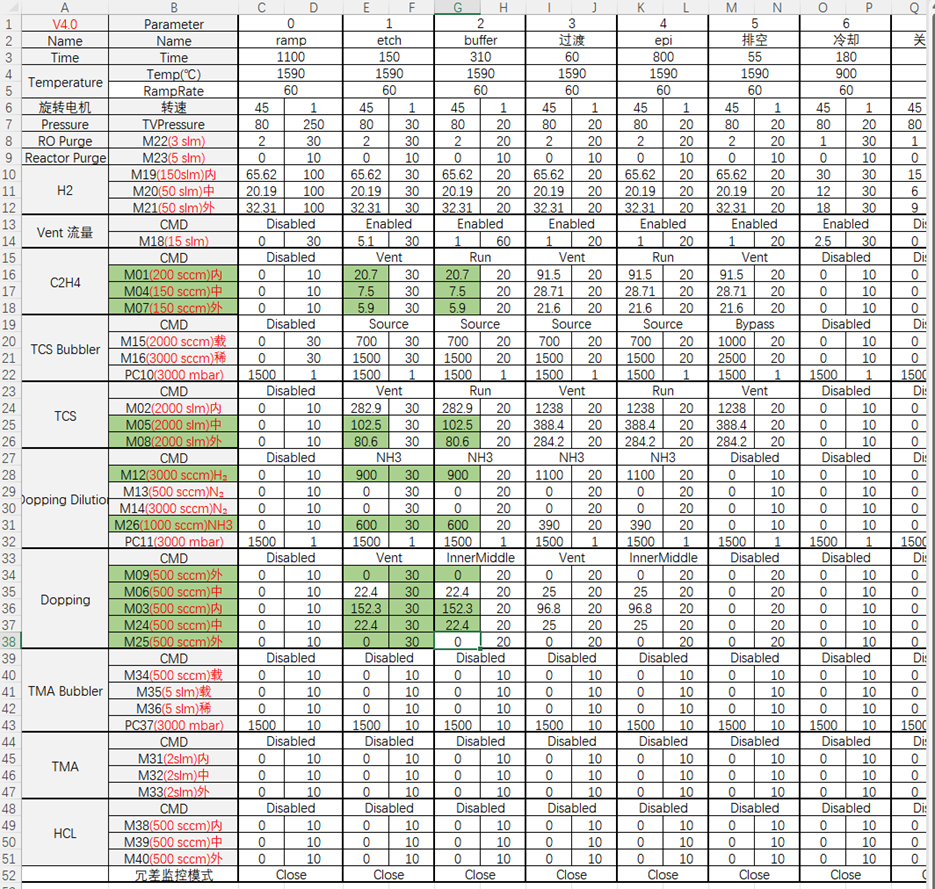 A B C D E F G H I J K L M N O P Q
1 V4.0 Parameter 0 1 2 3 4 5 6
2 Name Name ramp etch buffer 过渡 epi 排空 冷却 关
3 Time Time 1100 150 310 60 800 55 180
4 Temperature Temp(℃) 1590 1590 1590 1590 1590 1590 900
5 RampRate 60 60 60 60 60 60 60
6 旋转电机 转速 45 1 45 1 45 1 45 1 45 1 45 1 45 1 45
7 Pressure TVPressure 80 250 80 30 80 20 80 20 80 20 80 20 80 20 80
8 RO Purge M22(3 slm) 2 30 2 30 2 20 2 20 2 20 2 20 1 30 1
9 Reactor Purge M23(5 slm) 0 10 0 10 0 10 0 10 0 10 0 10 0 10 0
10 H2 M19(150slm)内 65.62 100 65.62 30 65.62 20 65.62 20 65.62 20 65.62 20 30 30 15
11 M20(50 slm)中 20.19 100 20.19 30 20.19 20 20.19 20 20.19 20 20.19 20 12 30 6
12 M21(50 slm)外 32.31 100 32.31 30 32.31 20 32.31 20 32.31 20 32.31 20 18 30 9
13 Vent 流量 CMD Disabled Enabled Enabled Enabled Enabled Enabled Enabled Di
14 M18(15 slm) 0 30 5.1 30 1 60 1 20 1 20 1 20 2.5 30 0
15 C2H4 CMD Disabled Vent Run Vent Run Vent Disabled Di
16 M01(200 sccm)内 0 10 20.7 30 20.7 20 91.5 20 91.5 20 91.5 20 0 10 0
17 M04(150 sccm)中 0 10 7.5 30 7.5 20 28.71 20 28.71 20 28.71 20 0 10 0
18 M07(150 sccm)外 0 10 5.9 30 5.9 20 21.6 20 21.6 20 21.6 20 0 10 0
19 TCS Bubbler CMD Disabled Source Source Source Source Bypass Disabled Di
20 M15(2000 sccm)载 0 30 700 30 700 20 700 20 700 20 1000 20 0 10 0
21 M16(3000 sccm)稀 0 30 1500 30 1500 20 1500 20 1500 20 2500 20 0 10 0
22 PC10(3000 mbar) 1500 1 1500 1 1500 1 1500 1 1500 1 1500 1 1500 1 1500
23 TCS CMD Disabled Vent Run Vent Run Vent Disabled Di
24 M02(2000 slm)内 0 10 282.9 30 282.9 20 1238 20 1238 20 1238 20 0 10 0
25 M05(2000 slm)中 0 10 102.5 30 102.5 20 388.4 20 388.4 20 388.4 20 0 10 0
26 M08(2000 slm)外 0 10 80.6 30 80.6 20 284.2 20 284.2 20 284.2 20 0 10 0
27 Dopping Dilution CMD Disabled NH3 NH3 NH3 NH3 Disabled Disabled Di
28 M12(3000 sccm)H₂ 0 10 900 30 900 20 1100 20 1100 20 0 10 0 10 0
29 M13(500 sccm)N₂ 0 10 0 30 0 20 0 20 0 20 0 10 0 10 0
30 M14(3000 sccm)N₂ 0 10 0 30 0 20 0 20 0 20 0 10 0 10 0
31 M26(1000 sccm)NH3 0 10 600 30 600 20 390 20 390 20 0 10 0 10 0
32 PC11(3000 mbar) 1500 1 1500 1 1500 1 1500 1 1500 1 1500 1 1500 1 1500
33 Dopping CMD Disabled Vent InnerMiddle Vent InnerMiddle Disabled Disabled Di
34 M09(500 sccm)外 0 10 0 30 0 20 0 20 0 20 0 10 0 10 0
35 M06(500 sccm)中 0 10 22.4 30 22.4 20 25 20 25 20 0 20 0 10 0
36 M03(500 sccm)内 0 10 152.3 30 152.3 20 96.8 20 96.8 20 0 20 0 10 0
37 M24(500 sccm)中 0 10 22.4 30 22.4 20 25 20 25 20 0 20 0 10 0
38 M25(500 sccm)外 0 10 0 30 0 20 0 20 0 20 0 20 0 10 0
39 TMA Bubbler CMD Disabled Disabled Disabled Disabled Disabled Disabled Disabled Di
40 M34(500 sccm)载 0 10 0 10 0 10 0 10 0 10 0 10 0 10 0
41 M35(5 slm)载 0 10 0 10 0 10 0 10 0 10 0 10 0 10 0
42 M36(5 slm)稀 0 10 0 10 0 10 0 10 0 10 0 10 0 10 0
43 PC37(3000 mbar) 1500 10 1500 10 1500 10 1500 10 1500 10 1500 10 1500 10 1500
44 TMA CMD Disabled Disabled Disabled Disabled Disabled Disabled Disabled Di
45 M31(2slm)内 0 10 0 10 0 10 0 10 0 10 0 10 0 10 0
46 M32(2slm)中 0 10 0 10 0 10 0 10 0 10 0 10 0 10 0
47 M33(2slm)外 0 10 0 10 0 10 0 10 0 10 0 10 0 10 0
48 HCL CMD Disabled Disabled Disabled Disabled Disabled Disabled Disabled Di
49 M38(500 sccm)内 0 10 0 10 0 10 0 10 0 10 0 10 0 10 0
50 M39(500 sccm)中 0 10 0 10 0 10 0 10 0 10 0 10 0 10 0
51 M40(500 sccm)外 0 10 0 10 0 10 0 10 0 10 0 10 0 10 0
52 冗差监控模式 Close Close Close Close Close Close Close